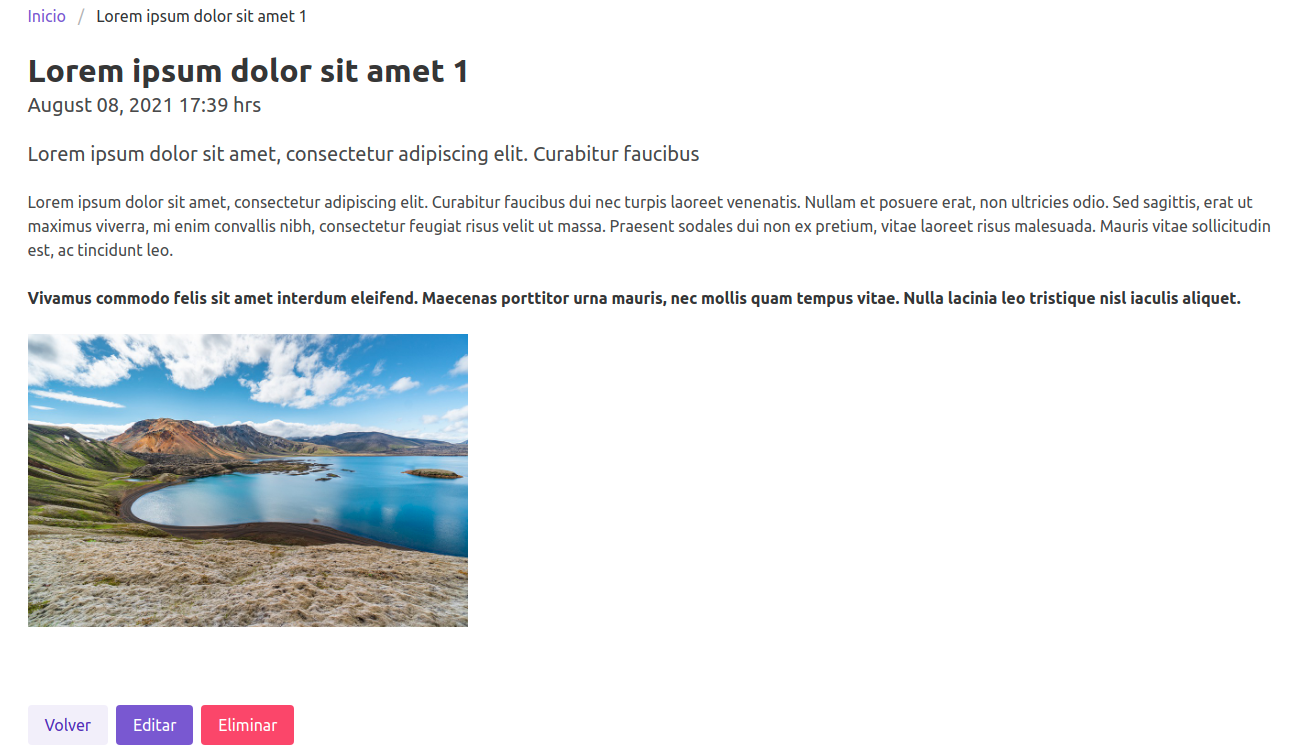 Inicio / Lorem ipsum dolor sit amet 1
Lorem ipsum dolor sit amet 1
August 08, 2021 17:39 hrs
Lorem ipsum dolor sit amet, consectetur adipiscing elit. Curabitur faucibus
Lorem ipsum dolor sit amet, consectetur adipiscing elit. Curabitur faucibus dui nec turpis laoreet venenatis. Nullam et posuere erat, non ultricies odio. Sed sagittis, erat ut
maximus viverra, mi enim convallis nibh, consectetur feugiat risus velit ut massa. Praesent sodales dui non ex pretium, vitae laoreet risus malesuada. Mauris vitae sollicitudin
est, ac tincidunt leo.
Vivamus commodo felis sit amet interdum eleifend. Maecenas porttitor urna mauris, nec mollis quam tempus vitae. Nulla lacinia leo tristique nisl iaculis aliquet.
Volver Editar Eliminar